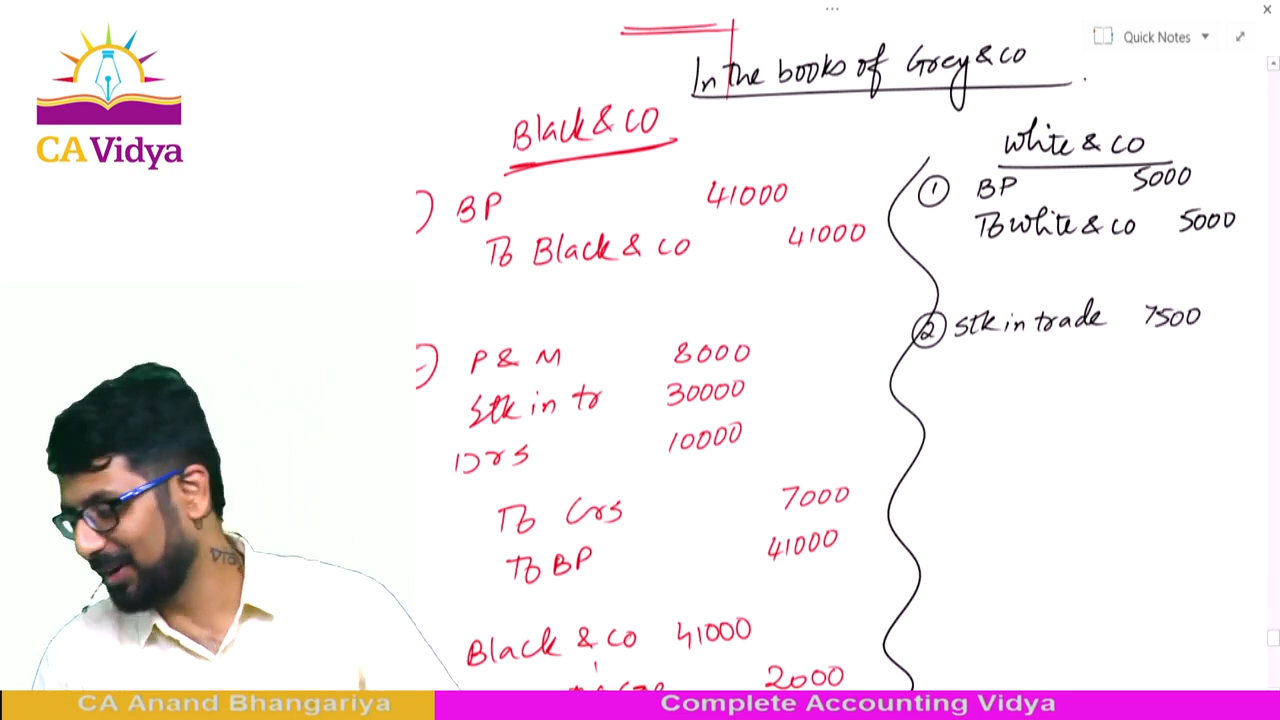 Quick Notes
CA Vidya
In the books of Grey & co
Black & co
BP 41000
To Black & co 41000
P & M 8000
Stk in tr 30000
Drs 10000
To Crs 7000
To BP 41000
Black & co 41000
2000
White & co
① BP 5000
To White & co 5000
② Stk in trade 7500
CA Anand Bhangariya
Complete Accounting Vidya